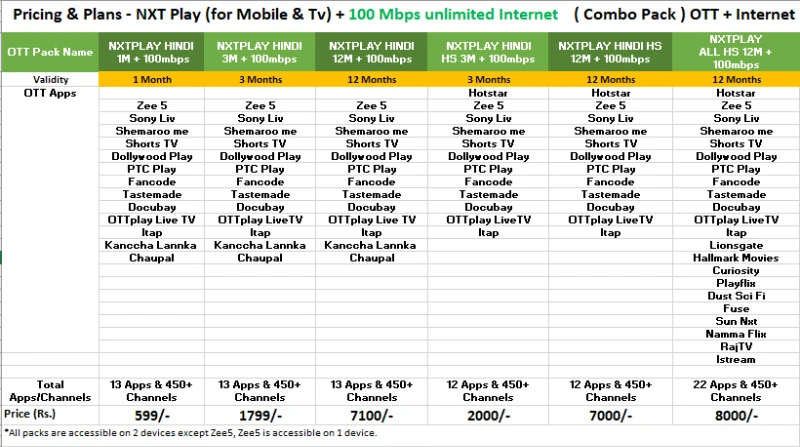 Pricing & Plans - NXT Play (for Mobile & Tv) + 100 Mbps unlimited Internet ( Combo Pack ) OTT + Internet
OTT Pack Name NXTPLAY HINDI 1M + 100mbps NXTPLAY HINDI 3M + 100mbps NXTPLAY HINDI 12M + 100mbps NXTPLAY HINDI HS 3M + 100mbps NXTPLAY HINDI HS 12M + 100mbps NXTPLAY ALL HS 12M + 100mbps
Validity 1 Month 3 Months 12 Months 3 Months 12 Months 12 Months
OTT Apps Hotstar Hotstar Hotstar
Zee 5 Zee 5 Zee 5 Zee 5 Zee 5 Zee 5
Sony Liv Sony Liv Sony Liv Sony Liv Sony Liv Sony Liv
Shemaroo me Shemaroo me Shemaroo me Shemaroo me Shemaroo me Shemaroo me
Shorts TV Shorts TV Shorts TV Shorts TV Shorts TV Shorts TV
Dollywood Play Dollywood Play Dollywood Play Dollywood Play Dollywood Play Dollywood Play
PTC Play PTC Play PTC Play PTC Play PTC Play PTC Play
Fancode Fancode Fancode Fancode Fancode Fancode
Tastemade Tastemade Tastemade Tastemade Tastemade Tastemade
Docubay Docubay Docubay Docubay Docubay Docubay
OTTplay Live TV OTTplay LiveTV OTTplay Live TV OTTplay LiveTV OTTplay LiveTV OTTplay LiveTV
Itap Itap Itap Itap Itap Itap
Kanccha Lannka Kanccha Lannka Kanccha Lannka Lionsgate
Chaupal Chaupal Chaupal Hallmark Movies
Curiosity
Playflix
Dust Sci Fi
Fuse
Sun Nxt
Namma Flix
RajTV
Istream
Total Apps/Channels 13 Apps & 450+ Channels 13 Apps & 450+ Channels 13 Apps & 450+ Channels 12 Apps & 450+ Channels 12 Apps & 450+ Channels 22 Apps & 450+ Channels
Price (Rs.) 599/- 1799/- 7100/- 2000/- 7000/- 8000/-
*All packs are accessible on 2 devices except Zee5, Zee5 is accessible on 1 device.